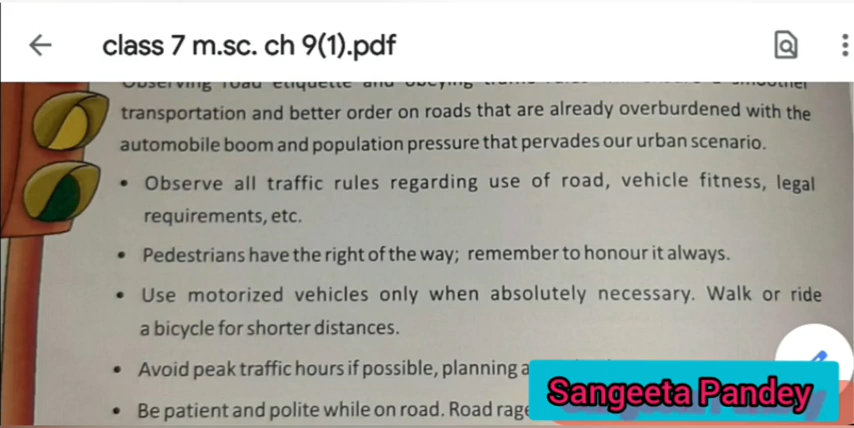 class 7 m.sc. ch 9(1).pdf
transportation and better order on roads that are already overburdened with the
automobile boom and population pressure that pervades our urban scenario.
• Observe all traffic rules regarding use of road, vehicle fitness, legal
requirements, etc.
• Pedestrians have the right of the way; remember to honour it always.
• Use motorized vehicles only when absolutely necessary. Walk or ride
a bicycle for shorter distances.
• Avoid peak traffic hours if possible, planning
• Be patient and polite while on road. Road rage
Sangeeta Pandey